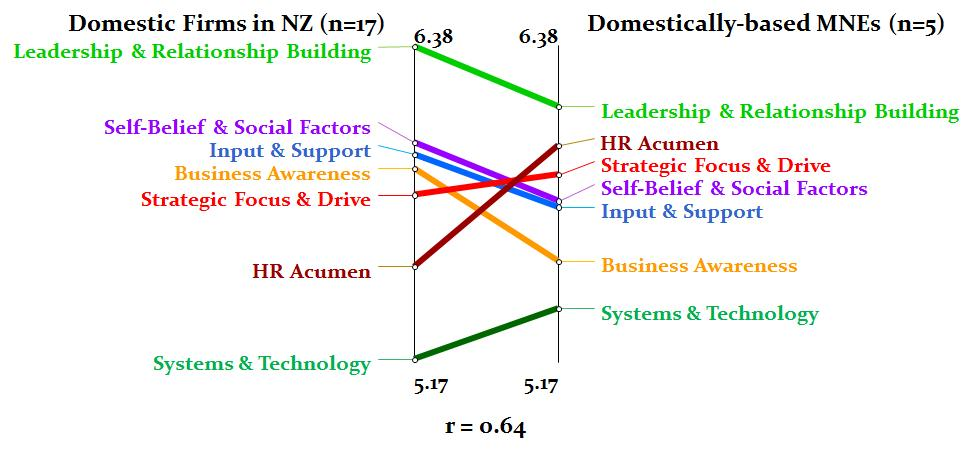 Domestic Firms in NZ (n=17)
Domestically-based MNEs (n=5)
6.38
6.38
Leadership & Relationship Building
Self-Belief & Social Factors
Input & Support
Business Awareness
Strategic Focus & Drive
HR Acumen
Systems & Technology
Leadership & Relationship Building
HR Acumen
Strategic Focus & Drive
Self-Belief & Social Factors
Input & Support
Business Awareness
Systems & Technology
5.17
5.17
r = 0.64